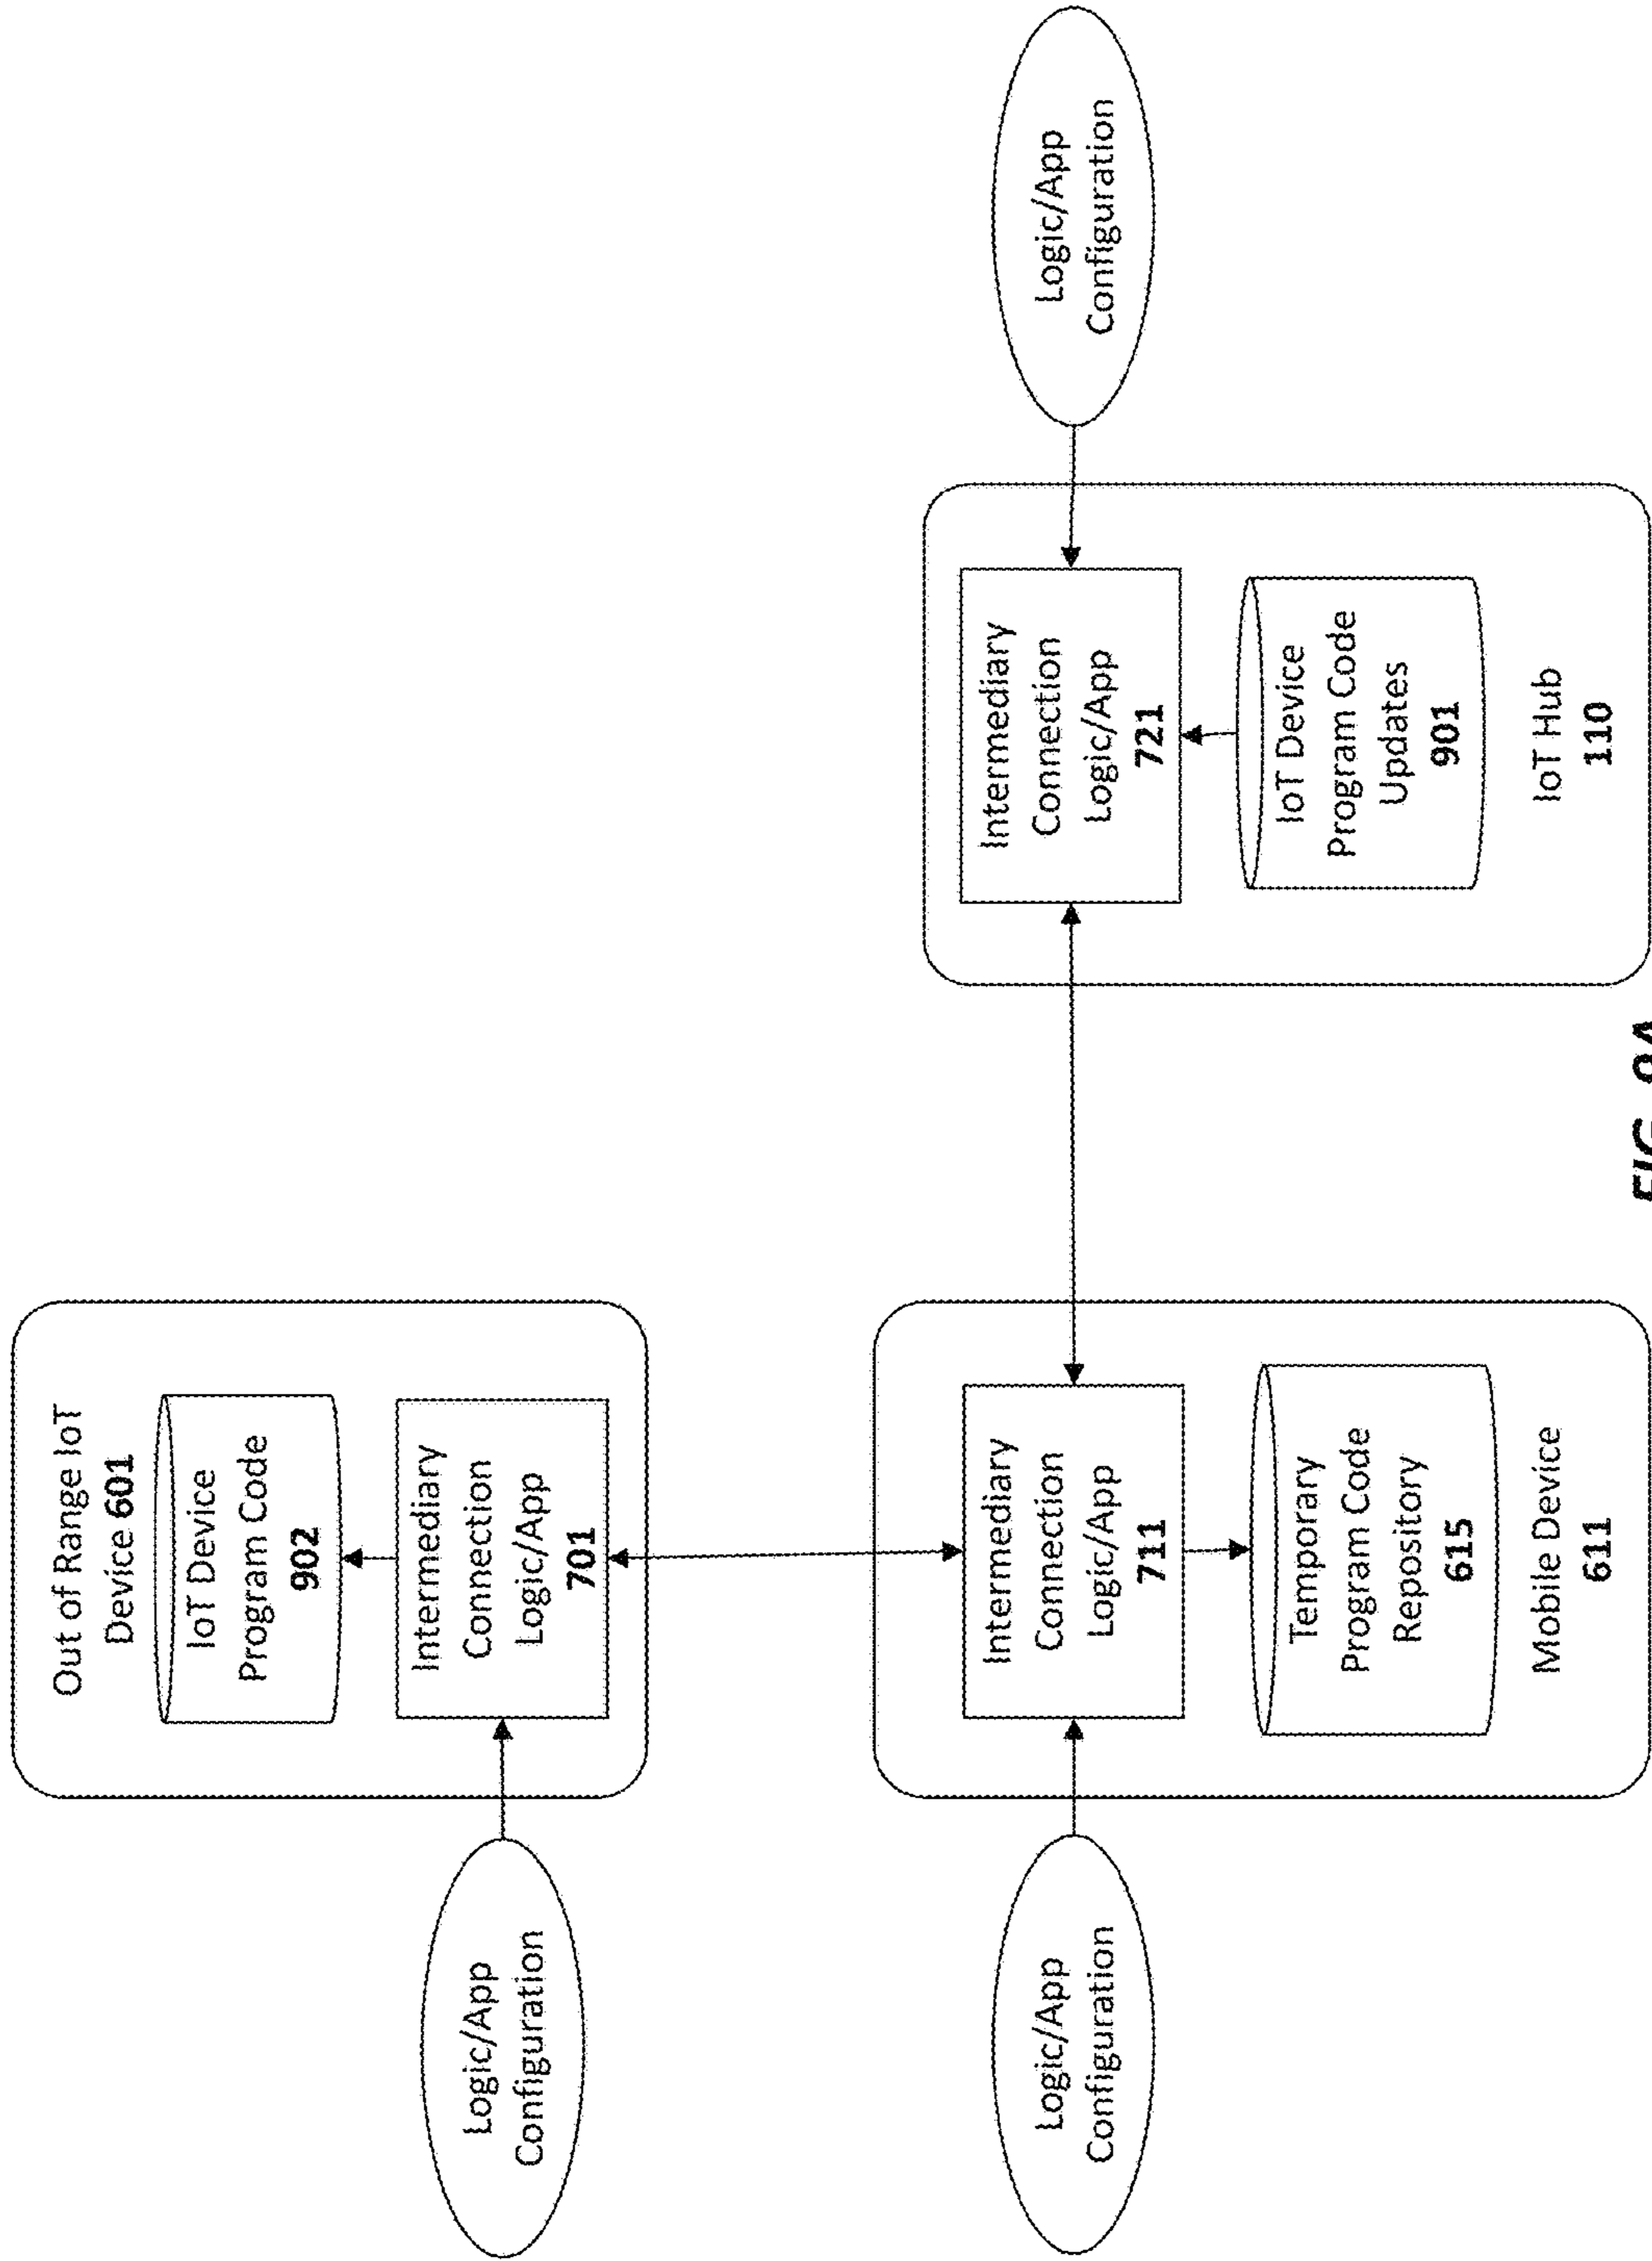 Out of Range IoT
Device 601
IoT Device
Program Code
902
Intermediary
Connection
Logic/App
701
Logic/App
Configuration
Logic/App
Configuration
Intermediary
Connection
Logic/App
711
Temporary
Program Code
Repository
615
Mobile Device
611
Intermediary
Connection
Logic/App
721
IoT Device
Program Code
Updates
901
IoT Hub
110
Logic/App
Configuration
FIG. 9A